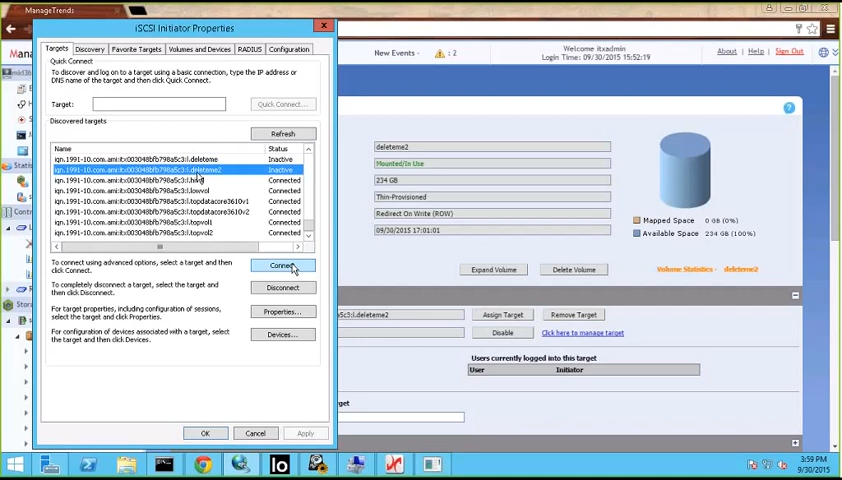 ManageTrends
iSCSI Initiator Properties
x
Targets Discovery Favorite Targets Volumes and Devices RADIUS Configuration
Quick Connect
To discover and log on to a target using a basic connection, type the IP address or
DNS name of the target and then click Quick Connect.
Target:
Quick Connect...
Discovered targets
Refresh
Name Status
iqn.1991-10.com.ami:itx003048bfb798a5c3:l.deleteme Inactive
iqn.1991-10.com.ami:itx003048bfb798a5c3:l.deleteme2 Inactive
Connected
iqn.1991-10.com.ami:itx003048bfb798a5c3:l.lowvol Connected
iqn.1991-10.com.ami:itx003048bfb798a5c3:l.topdatacore3610v1 Connected
iqn.1991-10.com.ami:itx003048bfb798a5c3:l.topdatacore3610v2 Connected
iqn.1991-10.com.ami:itx003048bfb798a5c3:l.topvol1 Connected
iqn.1991-10.com.ami:itx003048bfb798a5c3:l.topvol2 Connected
To connect using advanced options, select a target and then
click Connect.
Connect
To completely disconnect a target, select the target and
then click Disconnect.
Disconnect
For target properties, including configuration of sessions,
select the target and click Properties.
Properties...
For configuration of devices associated with a target, select
the target and then click Devices.
Devices...
OK Cancel Apply
New Events - : 2
Welcome itxadmin
Login Time: 09/30/2015 15:52:19
About | Help | Sign Out
deleteme2
Mounted/In Use
234 GB
Thin-Provisioned
Redirect On Write (ROW)
09/30/2015 17:01:01
Mapped Space 0 GB (0%)
Available Space 234 GB (100%)
Expand Volume Delete Volume
Volume Statistics - deleteme2
a5c3:l.deleteme2 Assign Target Remove Target
Disable Click here to manage target
Users currently logged into this target
User Initiator
target
3:59 PM
9/30/2015